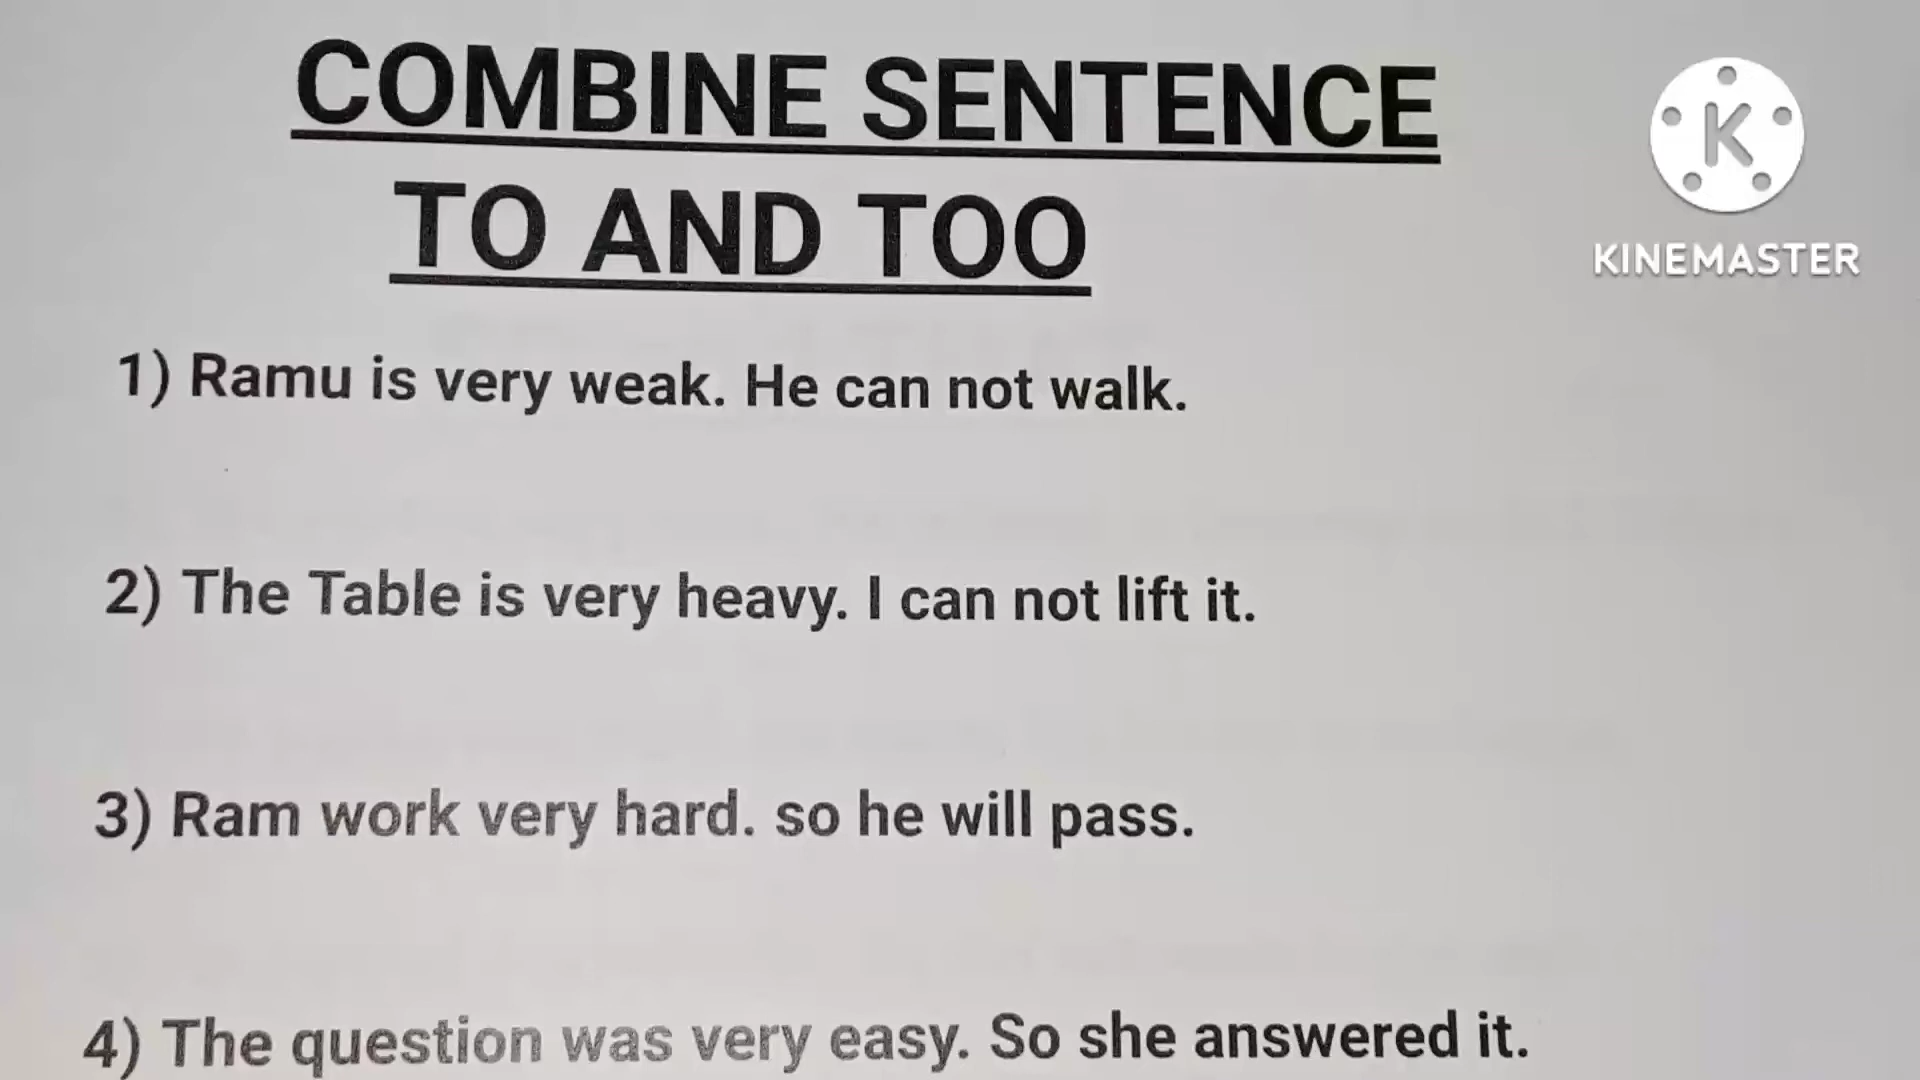 COMBINE SENTENCE
TO AND TOO
KINEMASTER
1) Ramu is very weak. He can not walk.
2) The Table is very heavy. I can not lift it.
3) Ram work very hard. so he will pass.
4) The question was very easy. So she answered it.